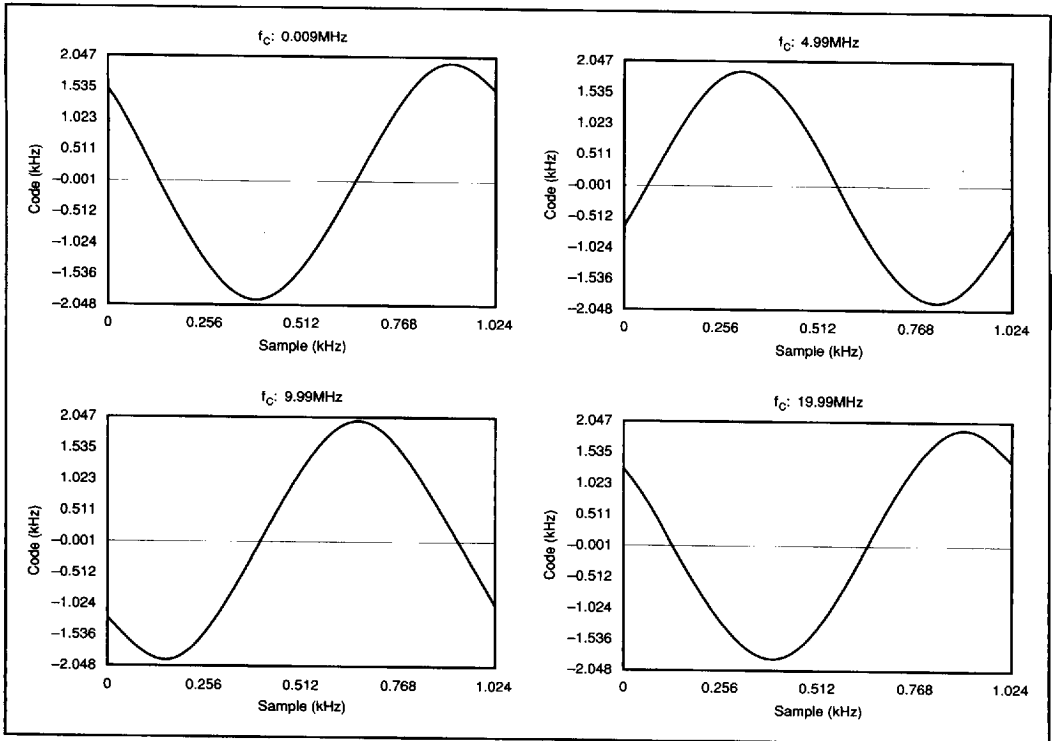 f_C: 0.009MHz
2.047
1.535
1.023
0.511
−0.001
−0.512
−1.024
−1.536
−2.048
Code (kHz)
0 0.256 0.512 0.768 1.024
Sample (kHz)
f_C: 4.99MHz
2.047
1.535
1.023
0.511
−0.001
−0.512
−1.024
−1.536
−2.048
Code (kHz)
0 0.256 0.512 0.768 1.024
Sample (kHz)
f_C: 9.99MHz
2.047
1.535
1.023
0.511
−0.001
−0.512
−1.024
−1.536
−2.048
Code (kHz)
0 0.256 0.512 0.768 1.024
Sample (kHz)
f_C: 19.99MHz
2.047
1.535
1.023
0.511
−0.001
−0.512
−1.024
−1.536
−2.048
Code (kHz)
0 0.256 0.512 0.768 1.024
Sample (kHz)